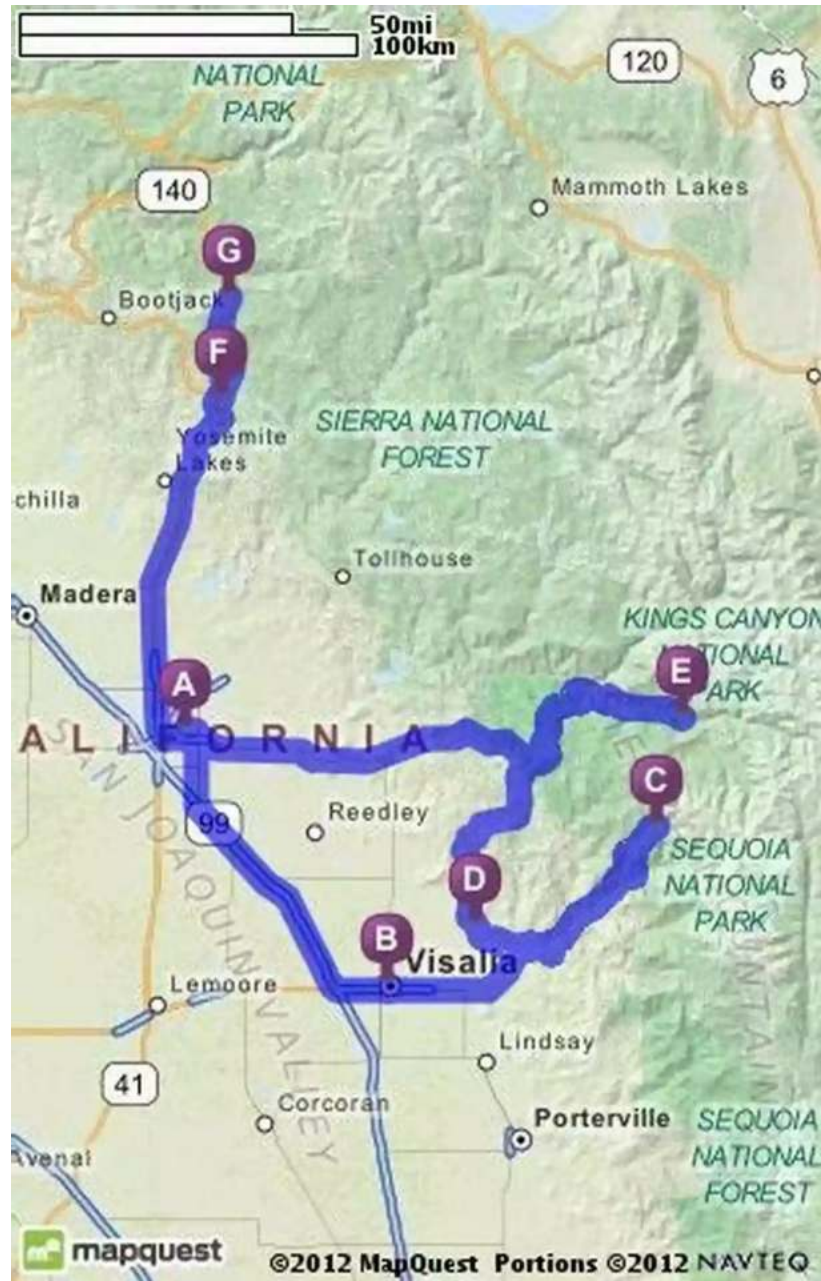 50mi
100km
NATIONAL
PARK
120
6
140
Mammoth Lakes
G
Bootjack
F
SIERRA NATIONAL
FOREST
Yosemite
Lakes
chilla
Tollhouse
Madera
KINGS CANYON
NATIONAL
PARK
A
E
ALIFORNIA
SAN JOAQUIN VALLEY
C
99
Reedley
SEQUOIA
NATIONAL
PARK
D
B
Visalia
UNTAIN
Lemoore
Lindsay
41
Corcoran
Porterville
SEQUOIA
NATIONAL
FOREST
Avenal
mapquest
©2012 MapQuest Portions ©2012 NAVTEQ